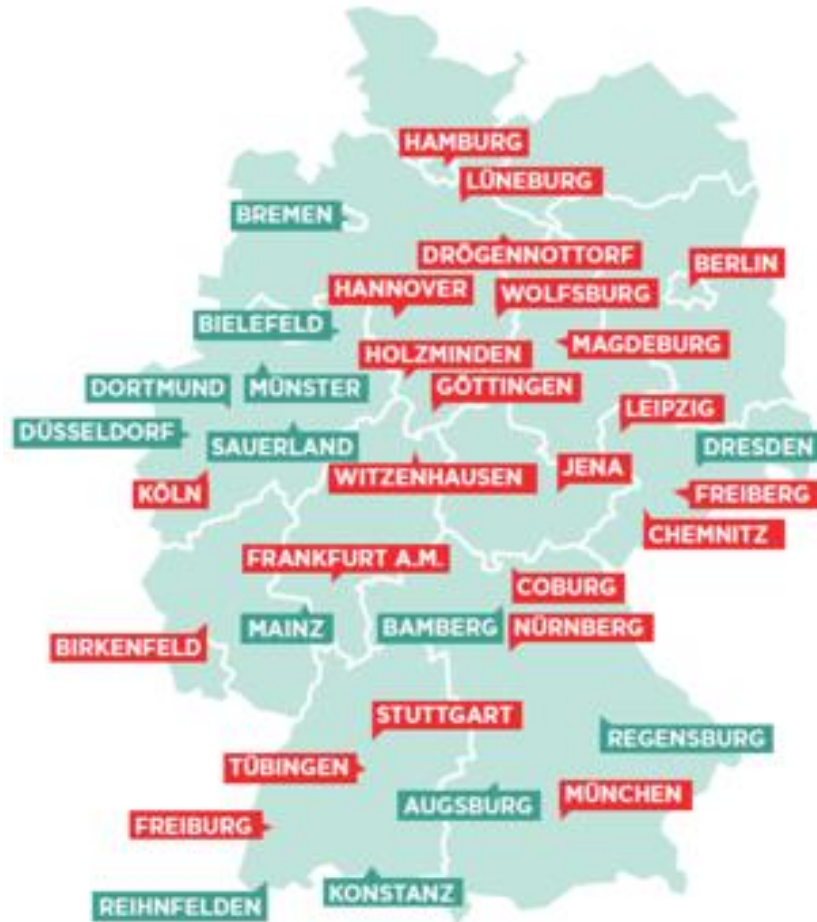 HAMBURG
LÜNEBURG
BREMEN
DRÖGENNOTTORF
BERLIN
HANNOVER
WOLFSBURG
BIELEFELD
MAGDEBURG
HOLZMINDEN
DORTMUND
MÜNSTER
GÖTTINGEN
LEIPZIG
DÜSSELDORF
SAUERLAND
DRESDEN
WITZENHAUSEN
JENA
KÖLN
FREIBERG
CHEMNITZ
FRANKFURT A.M.
COBURG
MAINZ
BAMBERG
NÜRNBERG
BIRKENFELD
STUTTGART
REGENSBURG
TÜBINGEN
AUGSBURG
MÜNCHEN
FREIBURG
KONSTANZ
REIHNFELDEN